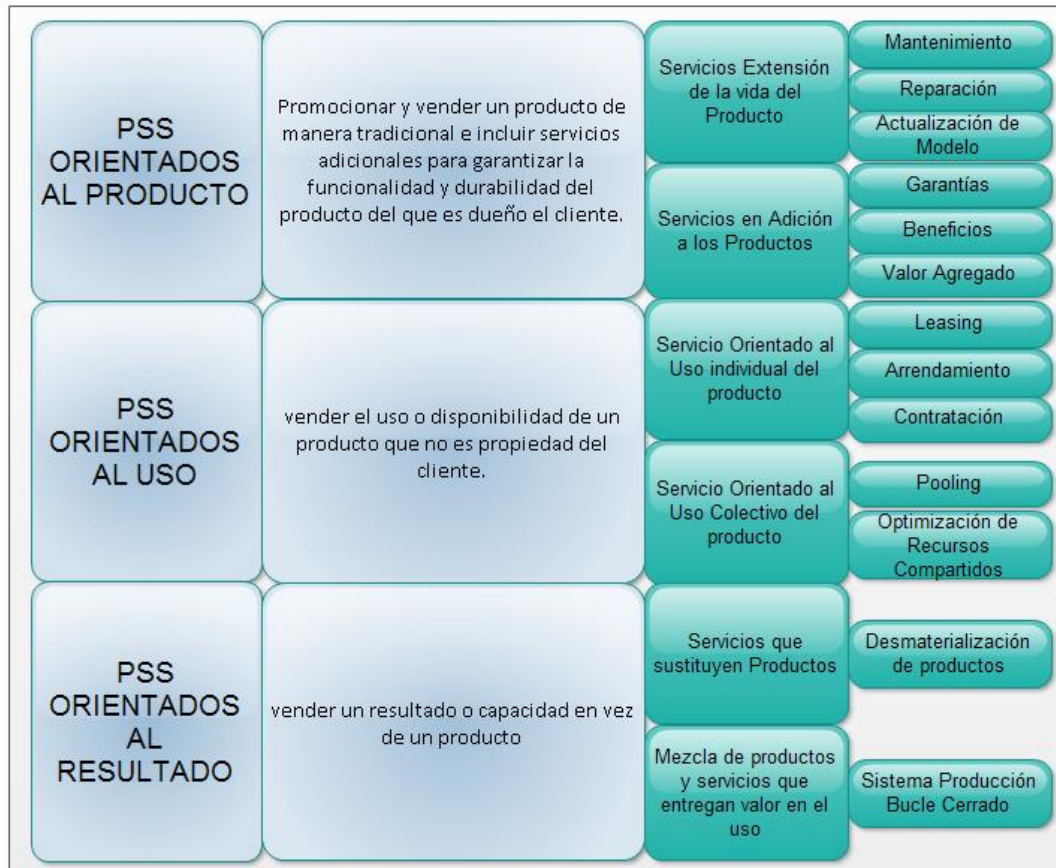 PSS
ORIENTADOS
AL PRODUCTO
Promocionar y vender un producto de
manera tradicional e incluir servicios
adicionales para garantizar la
funcionalidad y durabilidad del
producto del que es dueño el cliente.
Servicios Extensión
de la vida del
Producto
Mantenimiento
Reparación
Actualización de
Modelo
Servicios en Adición
a los Productos
Garantías
Beneficios
Valor Agregado
PSS
ORIENTADOS
AL USO
vender el uso o disponibilidad de un
producto que no es propiedad del
cliente.
Servicio Orientado al
Uso individual del
producto
Leasing
Arrendamiento
Contratación
Servicio Orientado al
Uso Colectivo del
producto
Pooling
Optimización de
Recursos
Compartidos
PSS
ORIENTADOS
AL
RESULTADO
vender un resultado o capacidad en vez
de un producto
Servicios que
sustituyen Productos
Desmaterialización
de productos
Mezcla de productos
y servicios que
entregan valor en el
uso
Sistema Producción
Bucle Cerrado